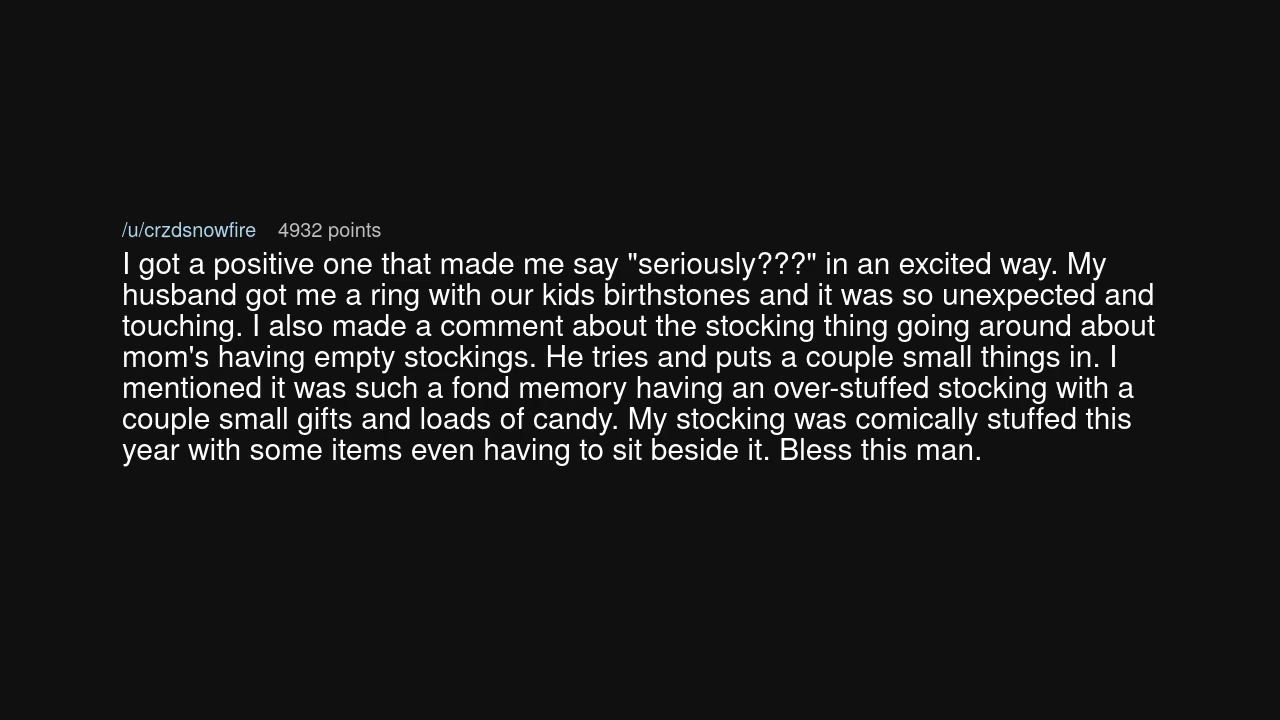 /u/crzdsnowfire 4932 points
I got a positive one that made me say "seriously???" in an excited way. My
husband got me a ring with our kids birthstones and it was so unexpected and
touching. I also made a comment about the stocking thing going around about
mom's having empty stockings. He tries and puts a couple small things in. I
mentioned it was such a fond memory having an over-stuffed stocking with a
couple small gifts and loads of candy. My stocking was comically stuffed this
year with some items even having to sit beside it. Bless this man.